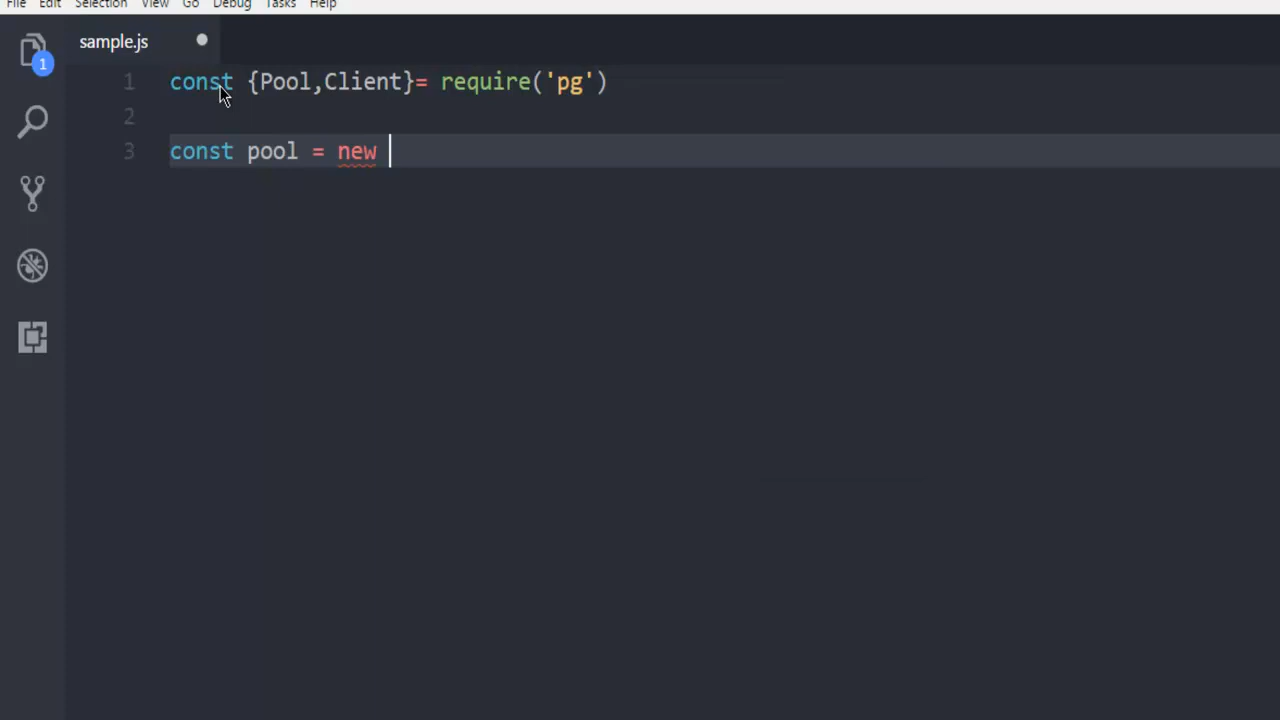 File Edit Selection View Go Debug Tasks Help
sample.js
1
1 const {Pool,Client}= require('pg')
2
3 const pool = new